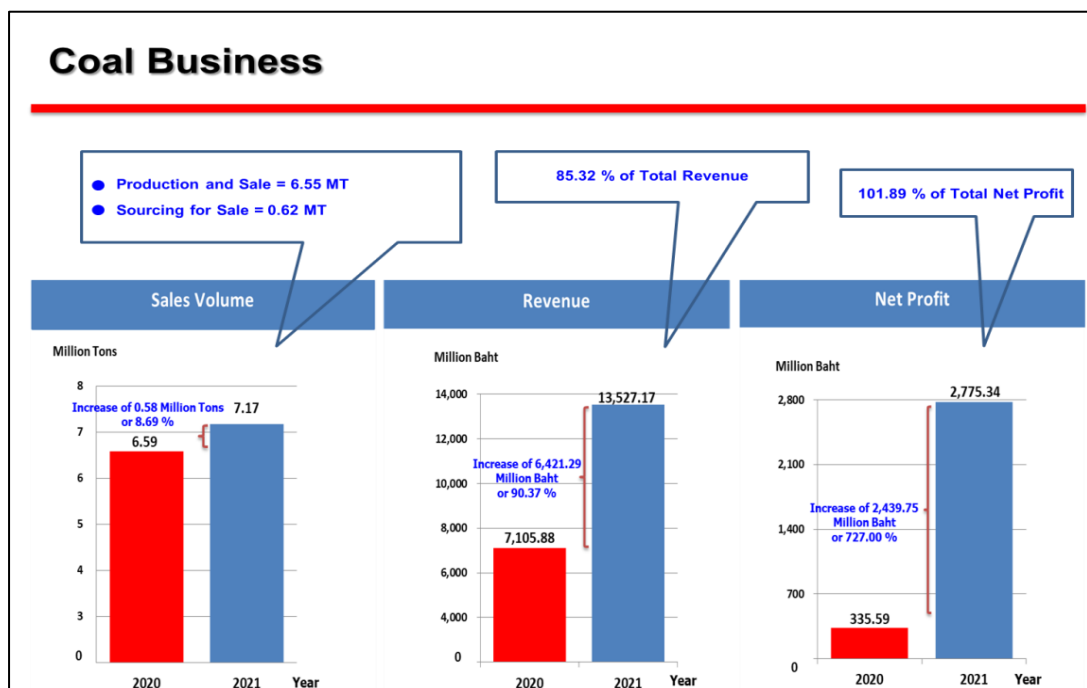 Coal Business
Production and Sale = 6.55 MT
Sourcing for Sale = 0.62 MT
85.32 % of Total Revenue
101.89 % of Total Net Profit
Sales Volume
Million Tons
8
7
6
5
4
3
3
0
Increase of 0.58 Million Tons
or 8.69 %
6.59
7.17
2020
2021
Year
Revenue
Million Baht
14,000
12,000
10,000
8,000
6,000
4,000
0
13,527.17
Increase of 6,421.29
Million Baht
or 90.37 %
7,105.88
2020
2021
Year
Net Profit
Million Baht
2,800
2,100
1,400
700
0
2,775.34
Increase of 2,439.75
Million Baht
or 727.00 %
335.59
2020
2021
Year